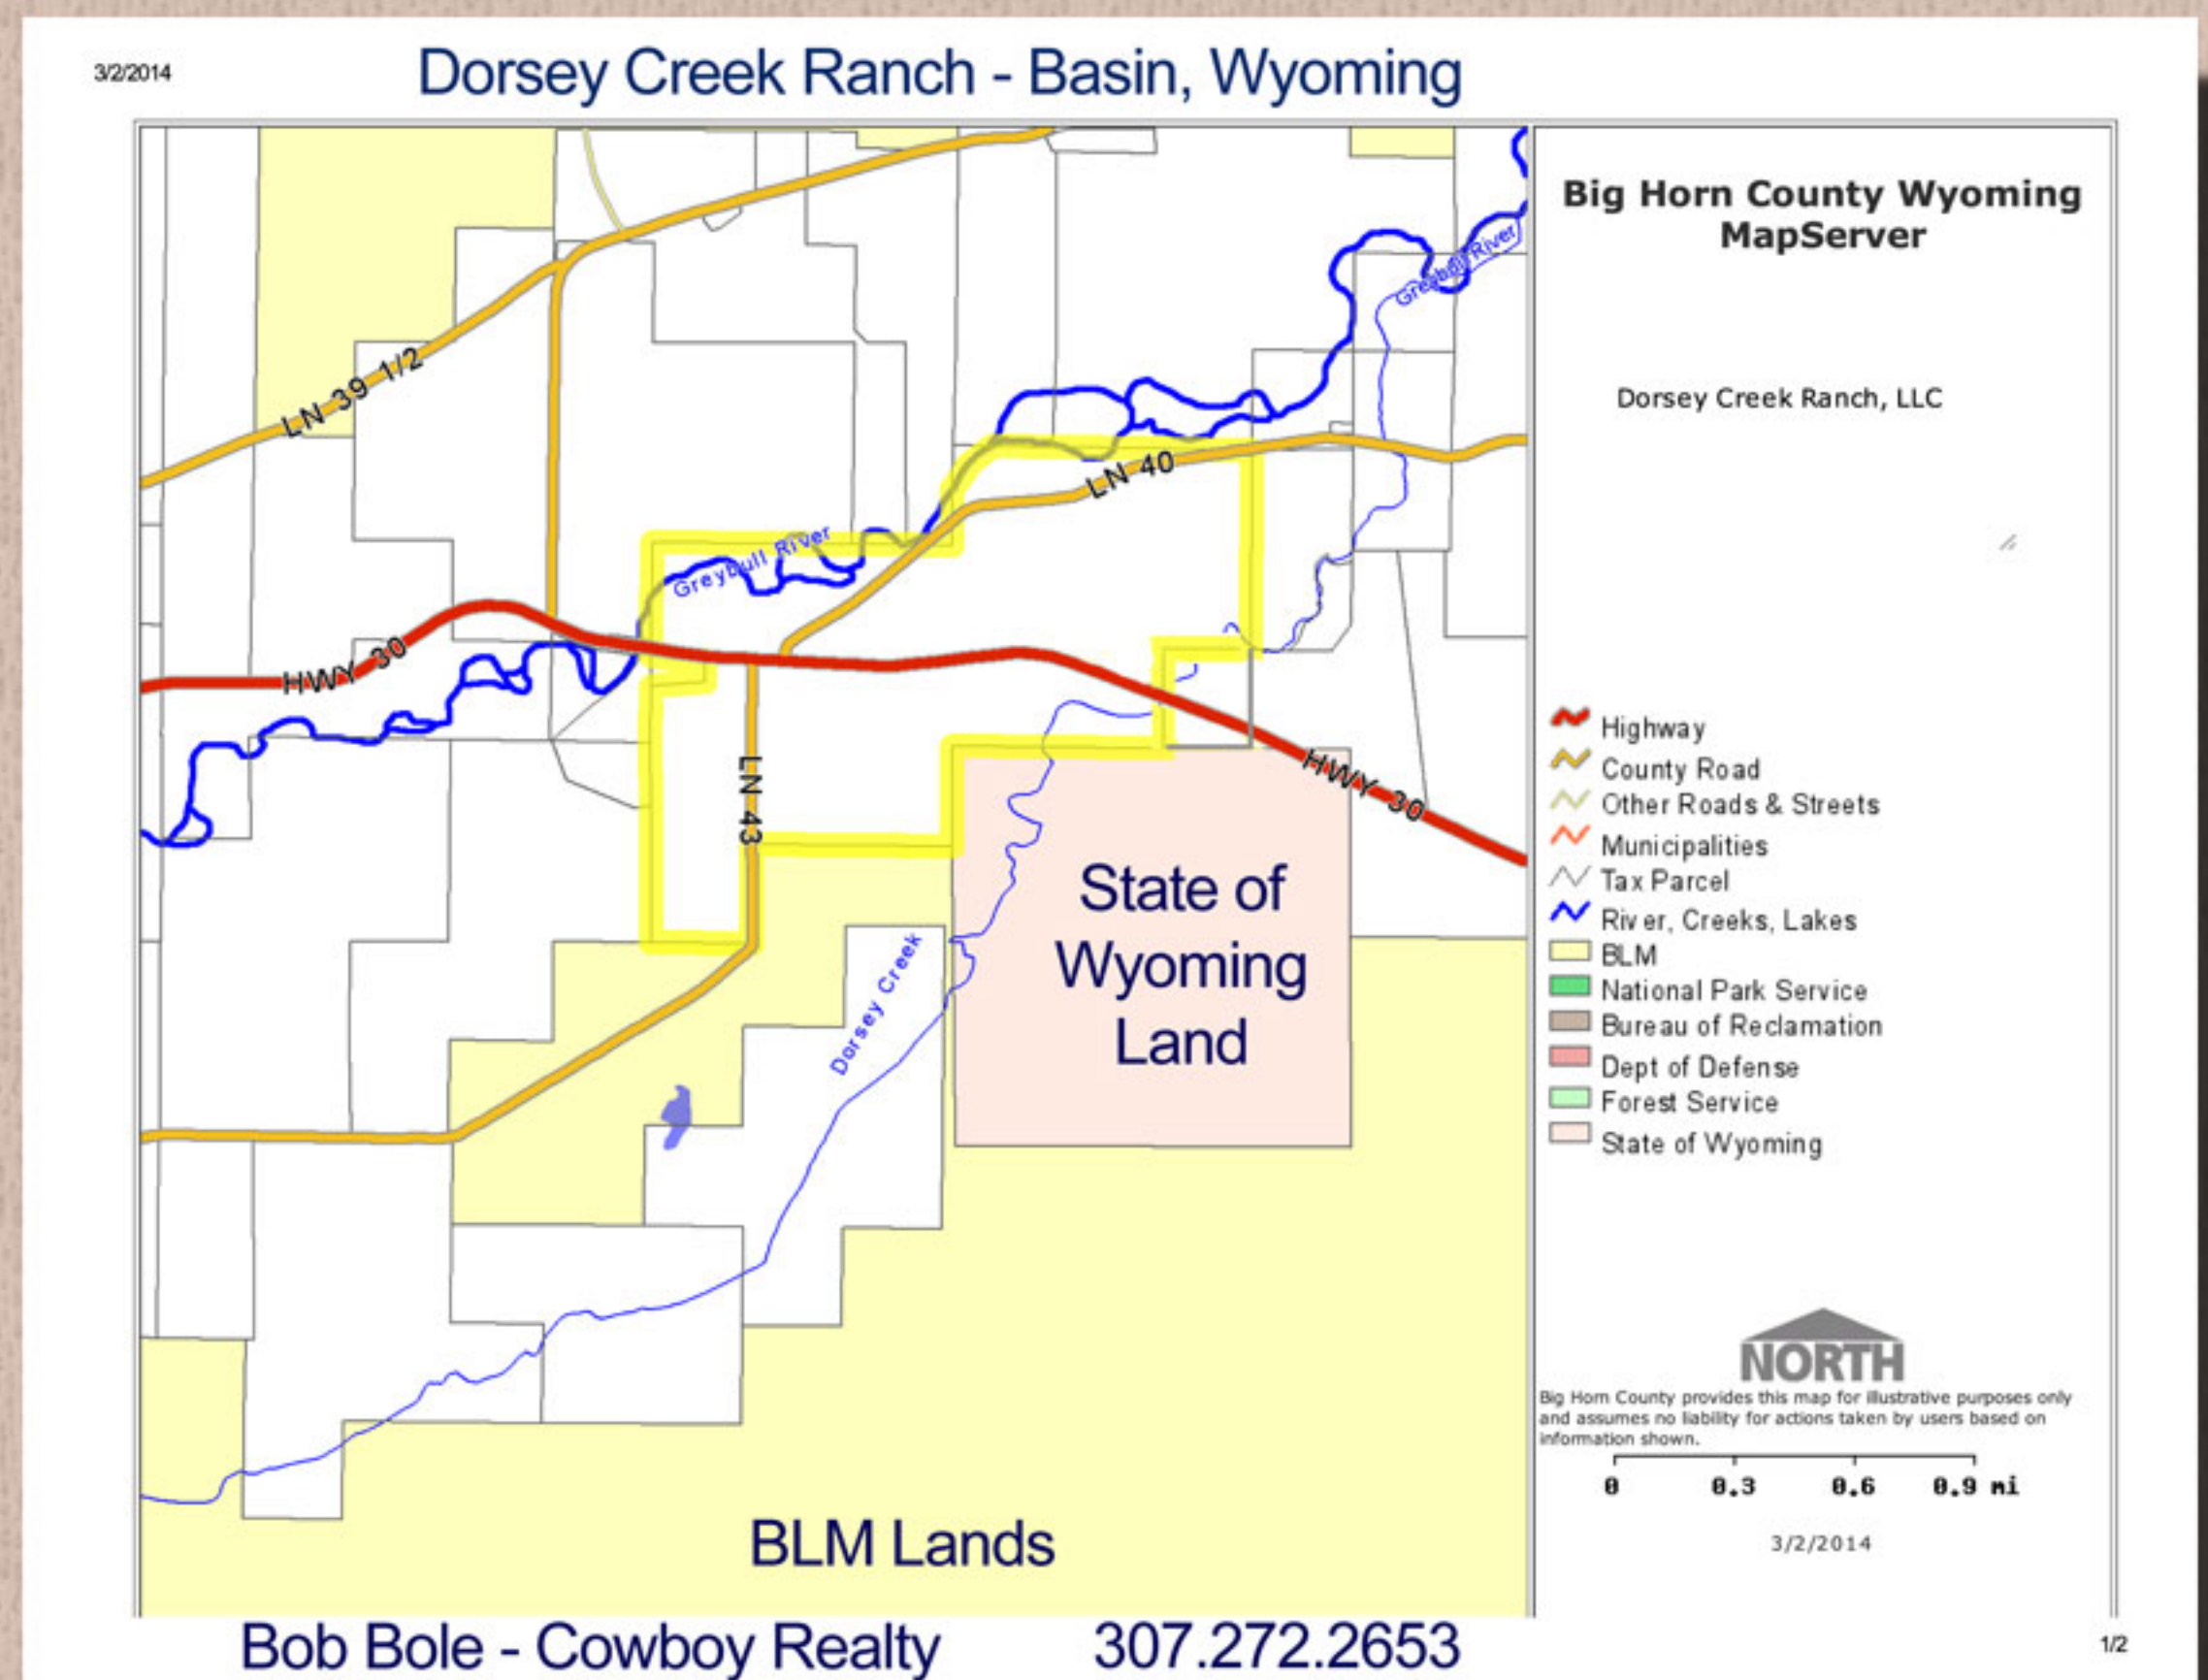 3/2/2014
Dorsey Creek Ranch - Basin, Wyoming
Big Horn County Wyoming
MapServer
Dorsey Creek Ranch, LLC
Greybull River
LN 39 1/2
LN 40
Greybull River
HWY 30
LN 43
HWY 30
State of
Wyoming
Land
Dorsey Creek
BLM Lands
Highway
County Road
Other Roads & Streets
Municipalities
Tax Parcel
River, Creeks, Lakes
BLM
National Park Service
Bureau of Reclamation
Dept of Defense
Forest Service
State of Wyoming
NORTH
Big Horn County provides this map for illustrative purposes only
and assumes no liability for actions taken by users based on
information shown.
0 0.3 0.6 0.9 mi
3/2/2014
Bob Bole - Cowboy Realty 307.272.2653
1/2